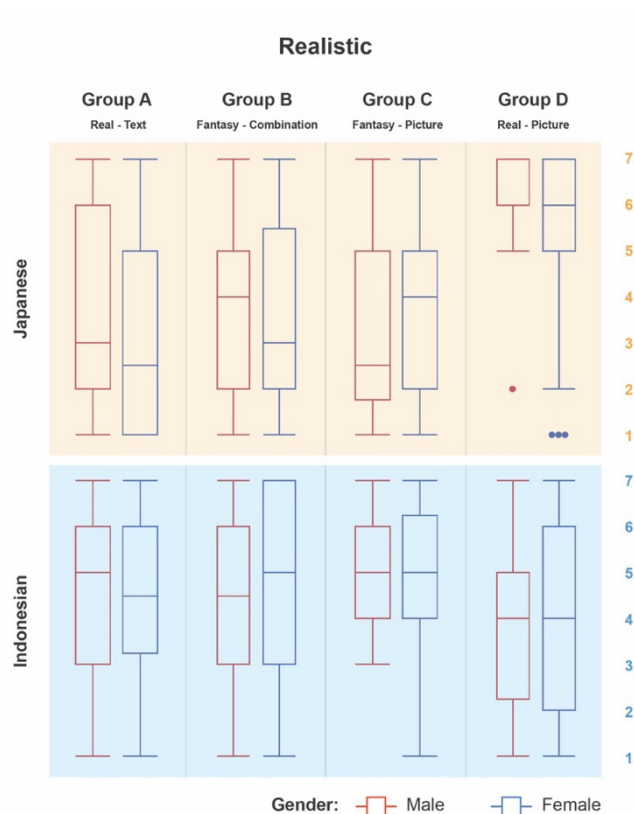 Realistic
Group A Group B Group C Group D
Real - Text Fantasy - Combination Fantasy - Picture Real - Picture
Japanese
7
6
5
4
3
2
1
Indonesian
7
6
5
4
3
2
1
Gender: Male Female